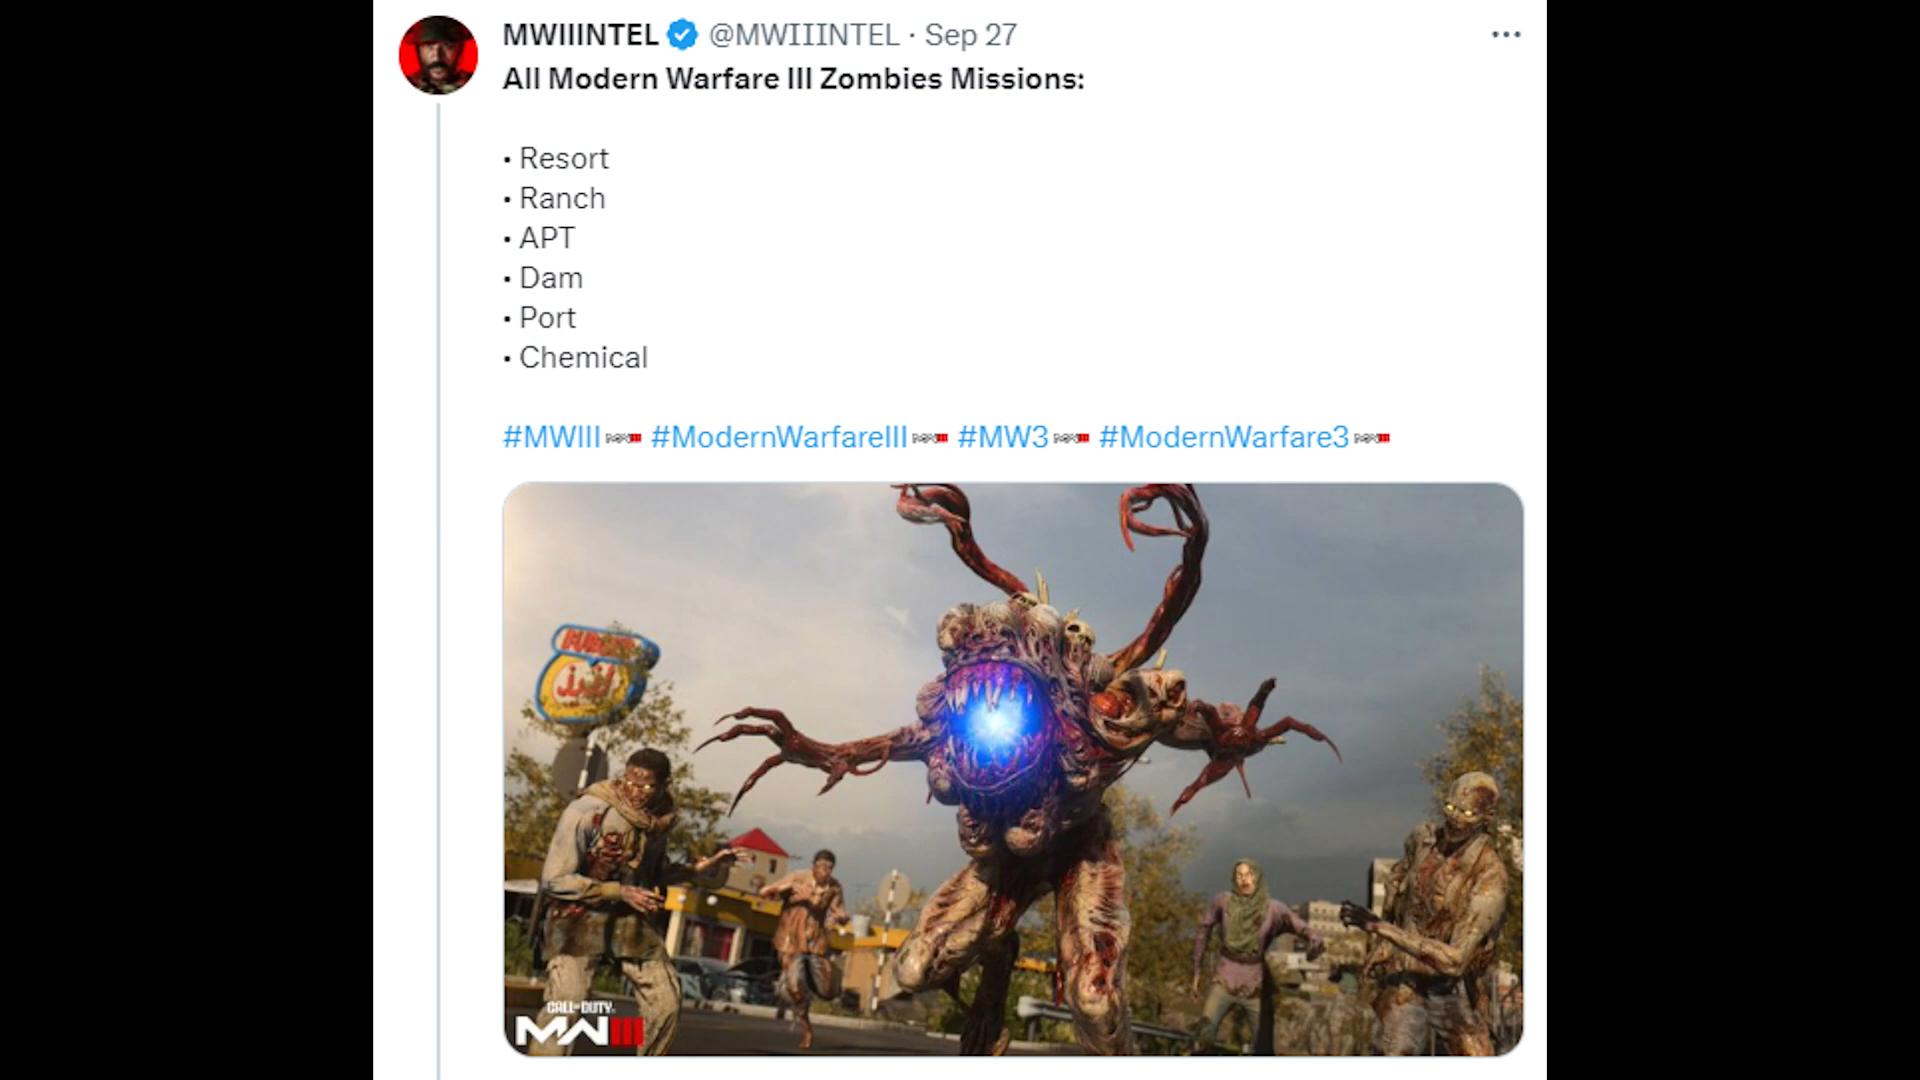 MWIIINTEL @MWIIINTEL · Sep 27
All Modern Warfare III Zombies Missions:
• Resort
• Ranch
• APT
• Dam
• Port
• Chemical
#MWIII #ModernWarfareIII #MW3 #ModernWarfare3
CALL OF DUTY
MWIII